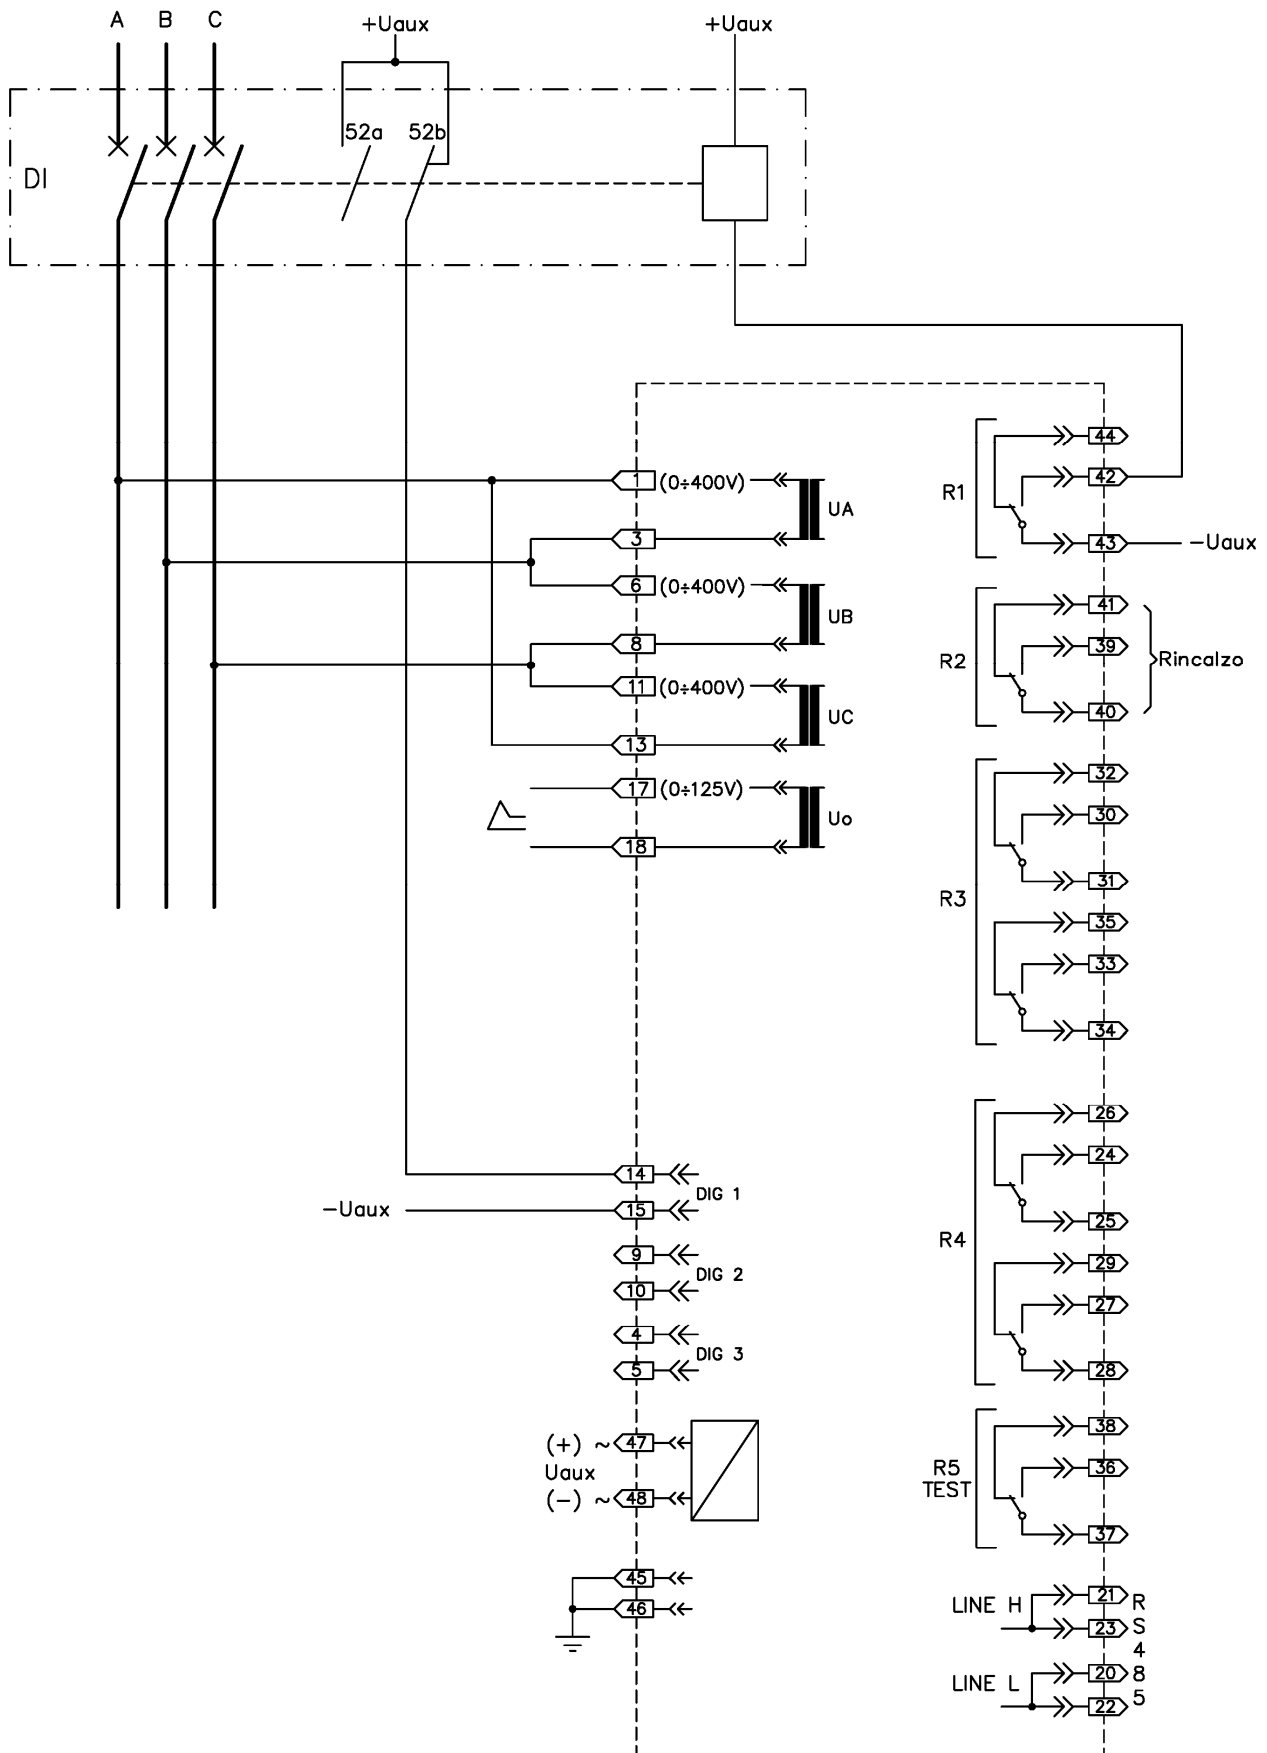 A B C
+Uaux
+Uaux
52a 52b
DI
44
1 (0÷400V)
42
R1
UA
3
43 -Uaux
6 (0÷400V)
41
UB
8
39
R2
Rincalzo
11 (0÷400V)
40
UC
13
32
17 (0÷125V)
30
Uo
18
31
R3
35
33
34
26
14
24
DIG 1
-Uaux 15
25
R4
9
29
DIG 2
10
27
4
DIG 3
5
28
38
(+) ~ 47
Uaux
R5
36
TEST
(-) ~ 48
37
45
21
LINE H
46
23
20
LINE L
22
RS485